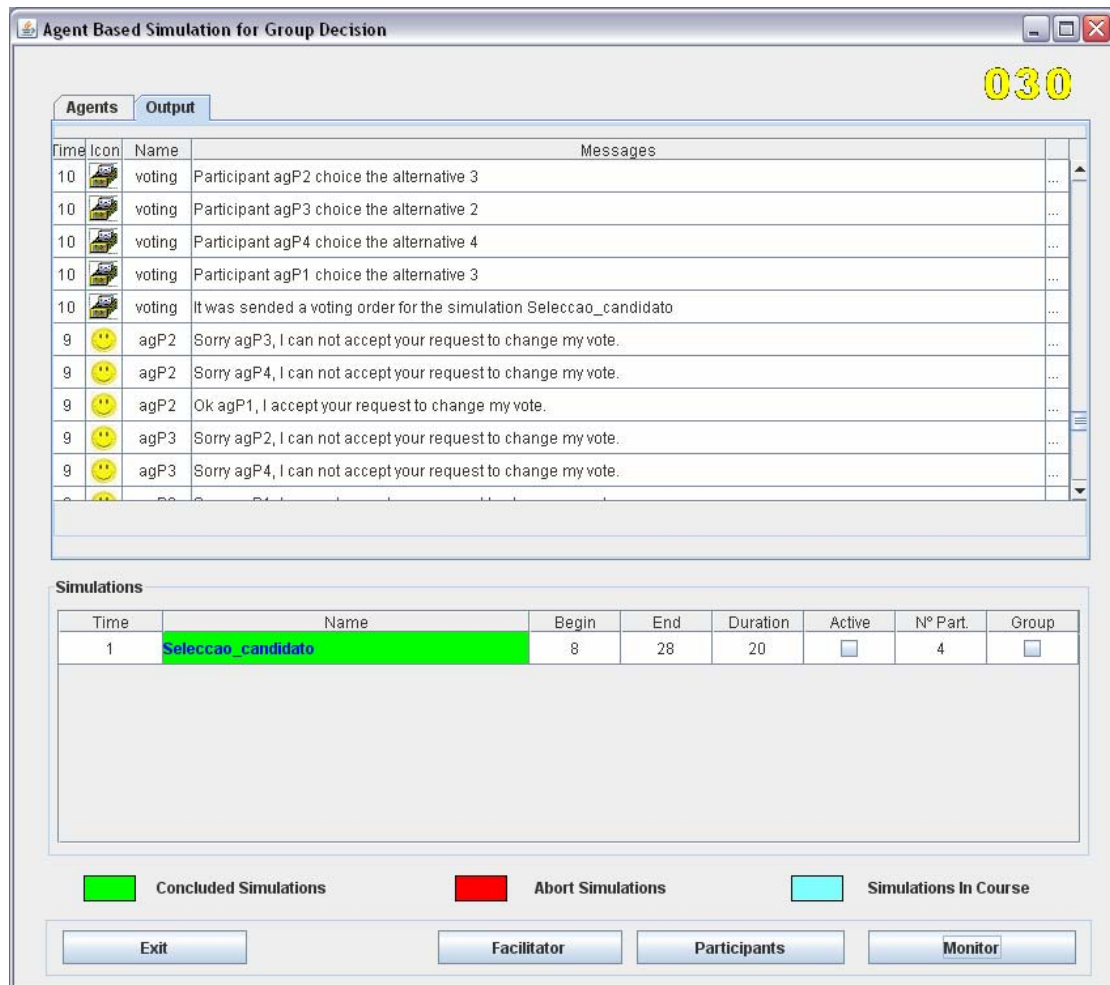 Agent Based Simulation for Group Decision
030
Agents Output
Time Icon Name Messages
10 voting Participant agP2 choice the alternative 3 ...
10 voting Participant agP3 choice the alternative 2 ...
10 voting Participant agP4 choice the alternative 4 ...
10 voting Participant agP1 choice the alternative 3 ...
10 voting It was sended a voting order for the simulation Seleccao_candidato ...
9 agP2 Sorry agP3, I can not accept your request to change my vote. ...
9 agP2 Sorry agP4, I can not accept your request to change my vote. ...
9 agP2 Ok agP1, I accept your request to change my vote. ...
9 agP3 Sorry agP2, I can not accept your request to change my vote. ...
9 agP3 Sorry agP4, I can not accept your request to change my vote. ...
Simulations
Time Name Begin End Duration Active Nº Part. Group
1 Seleccao_candidato 8 28 20 4
Concluded Simulations Abort Simulations Simulations In Course
Exit Facilitator Participants Monitor